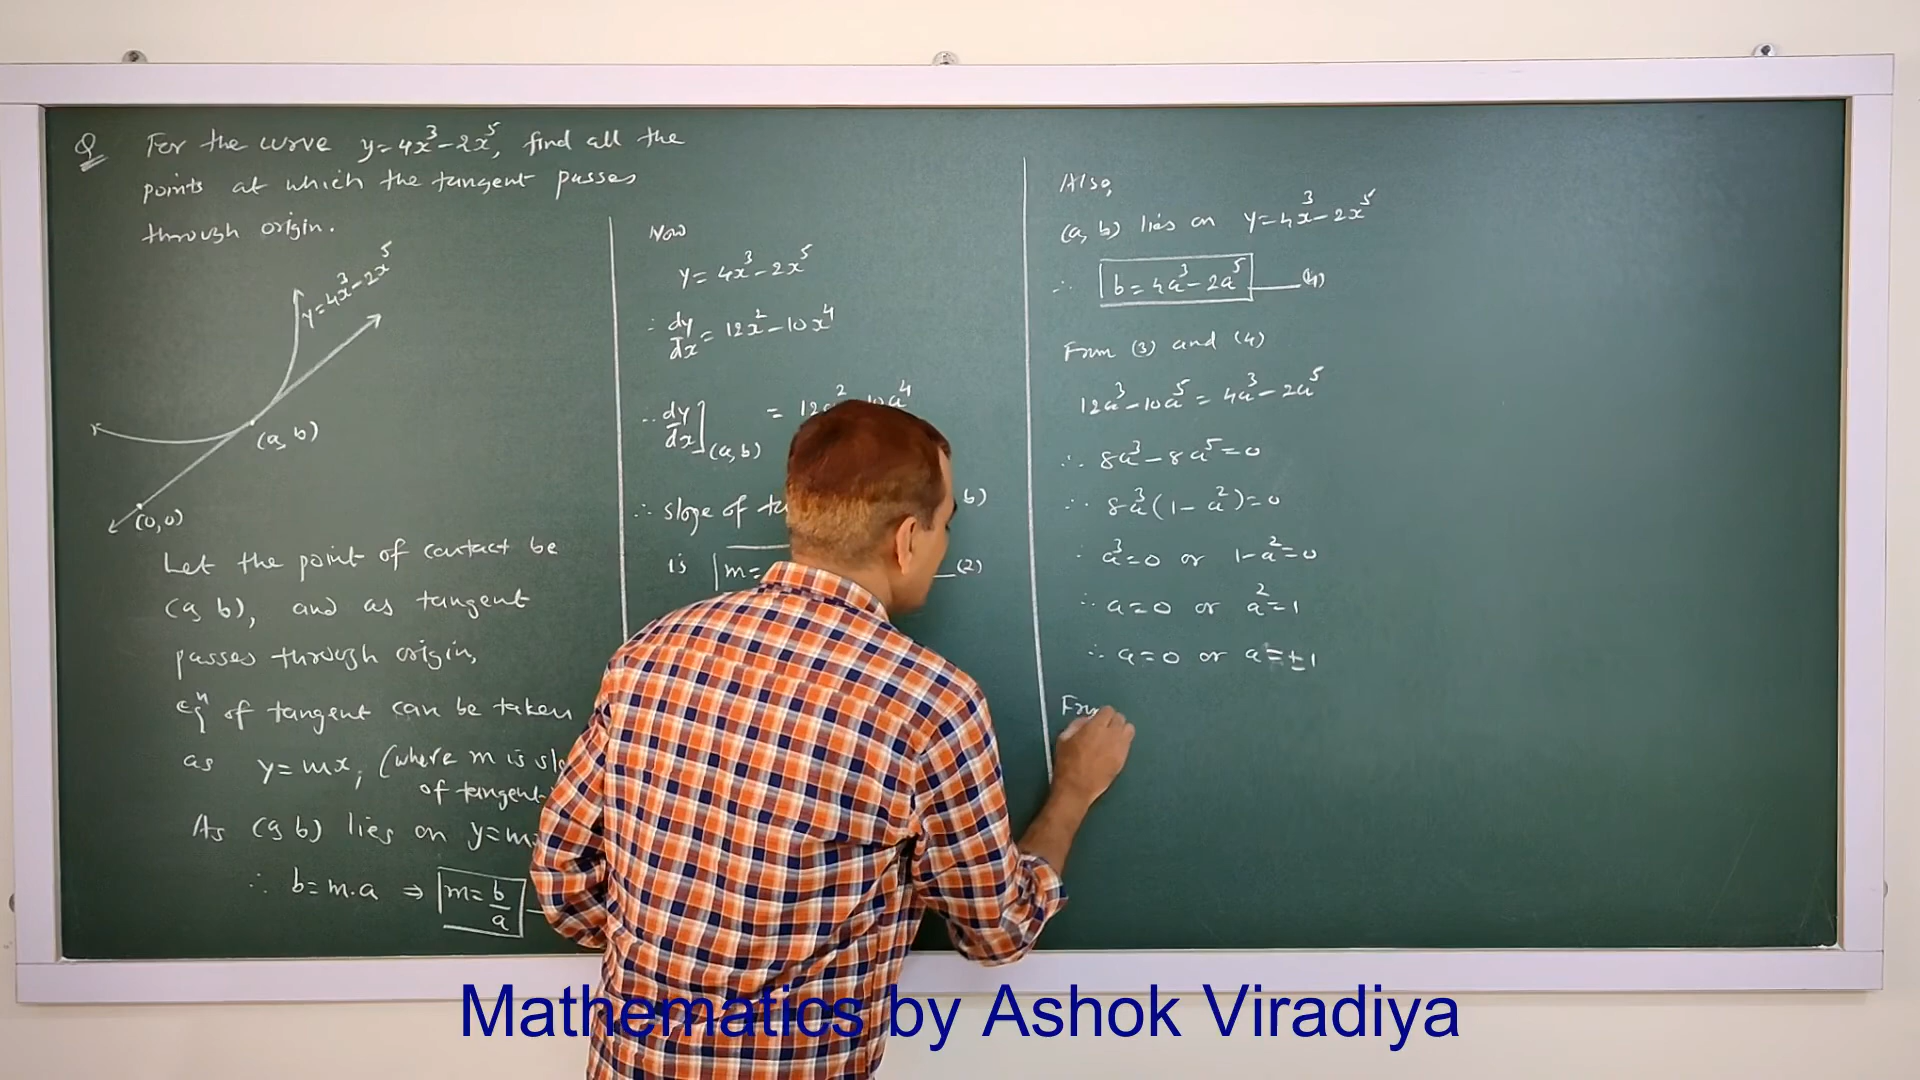 Q For the curve y=4x³-2x⁵, find all the
points at which the tangent passes
through origin.
y=4x³-2x⁵
(a, b)
(0,0)
Let the point of contact be
(a, b), and as tangent
passes through origin,
eqⁿ of tangent can be taken
as y=mx, (where m is
of tangent
As (a, b) lies on
∴ b=m.a ⇒ m=b/a
Now
y=4x³-2x⁵
∴ dy/dx = 12x²-10x⁴
∴ dy/dx](a,b) =
∴ slope of
is m=
(2)
Also,
(a, b) lies on y=4x³-2x⁵
∴ b=4a³-2a⁵ (4)
From (3) and (4)
12a³-10a⁵=4a³-2a⁵
∴ 8a³-8a⁵=0
∴ 8a³(1-a²)=0
∴ a³=0 or 1-a²=0
∴ a=0 or a²=1
∴ a=0 or a=±1
Mathematics by Ashok Viradiya